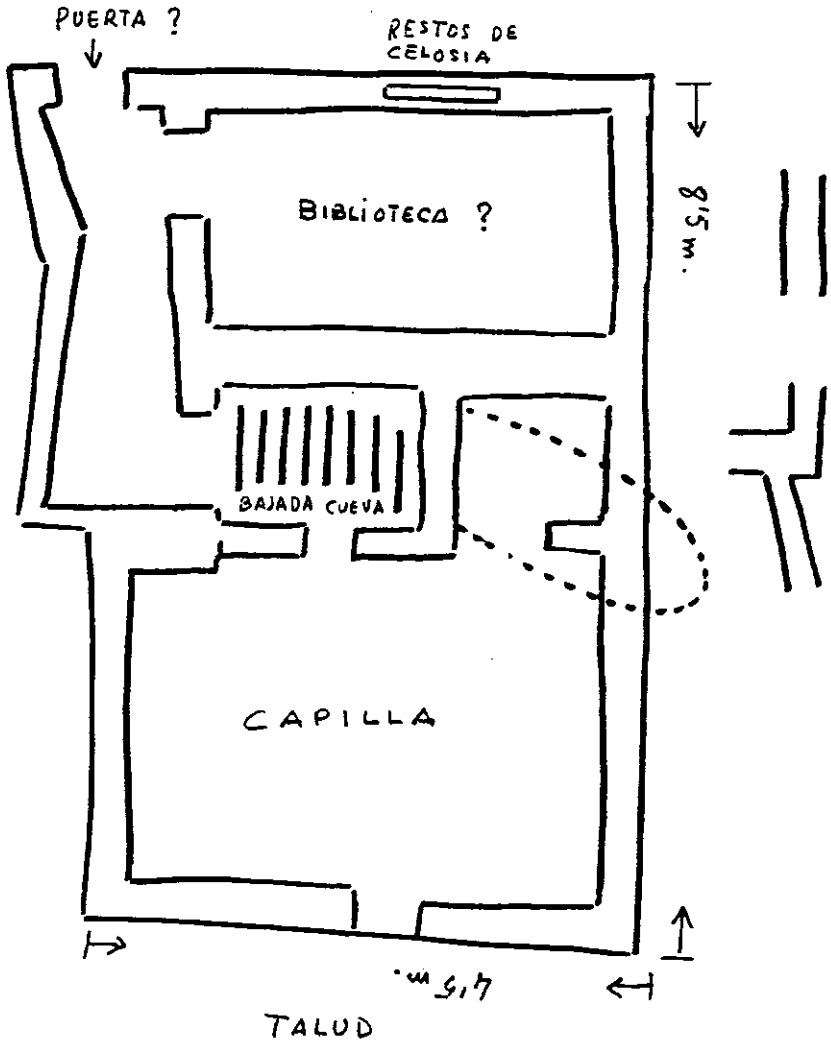 PUERTA ?
RESTOS DE
CELOSIA
8'5 m.
BIBLIOTECA ?
BAJADA CUEVA
CAPILLA
4'5 m.
TALUD